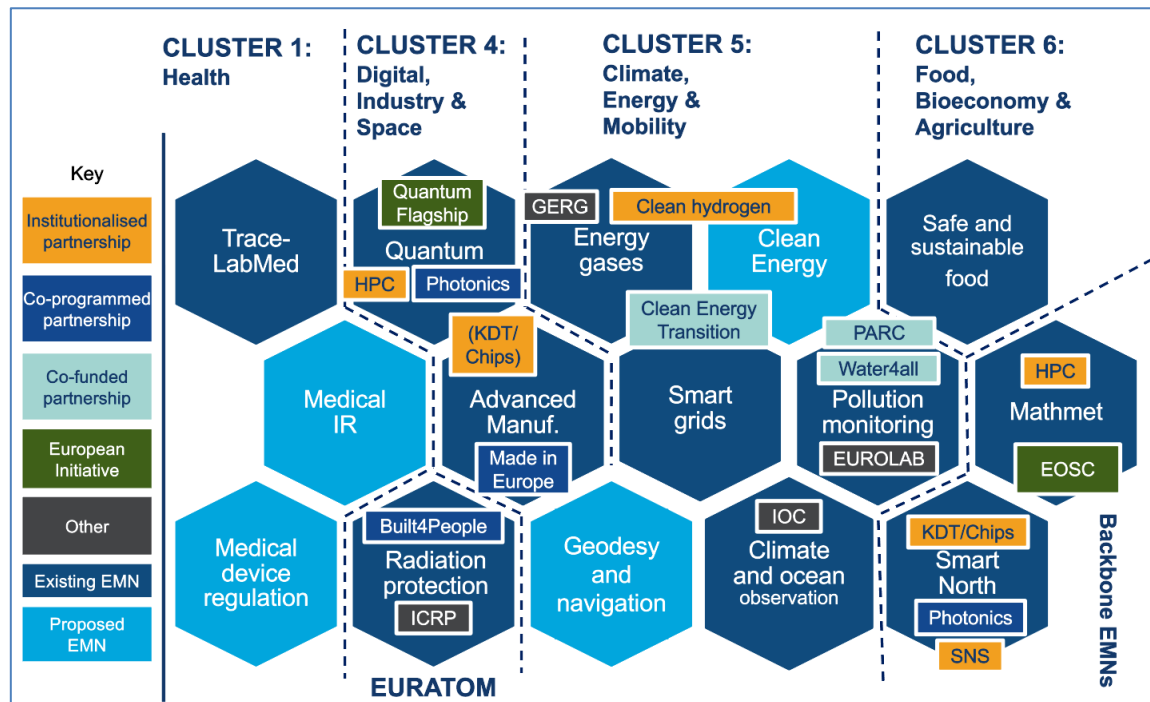 CLUSTER 1:
Health
CLUSTER 4:
Digital,
Industry &
Space
CLUSTER 5:
Climate,
Energy &
Mobility
CLUSTER 6:
Food,
Bioeconomy &
Agriculture
Key
Institutionalised
partnership
Co-programmed
partnership
Co-funded
partnership
European
Initiative
Other
Existing EMN
Proposed
EMN
Trace-
LabMed
Quantum
Flagship
Quantum
HPC
Photonics
GERG
Clean hydrogen
Energy
gases
Clean
Energy
Clean Energy
Transition
Safe and
sustainable
food
Medical
IR
(KDT/
Chips)
Advanced
Manuf.
Made in
Europe
Smart
grids
PARC
Water4all
Pollution
monitoring
EUROLAB
HPC
Mathmet
EOSC
Medical
device
regulation
Built4People
Radiation
protection
ICRP
Geodesy
and
navigation
IOC
Climate
and ocean
observation
KDT/Chips
Smart
North
Photonics
SNS
Backbone EMNs
EURATOM